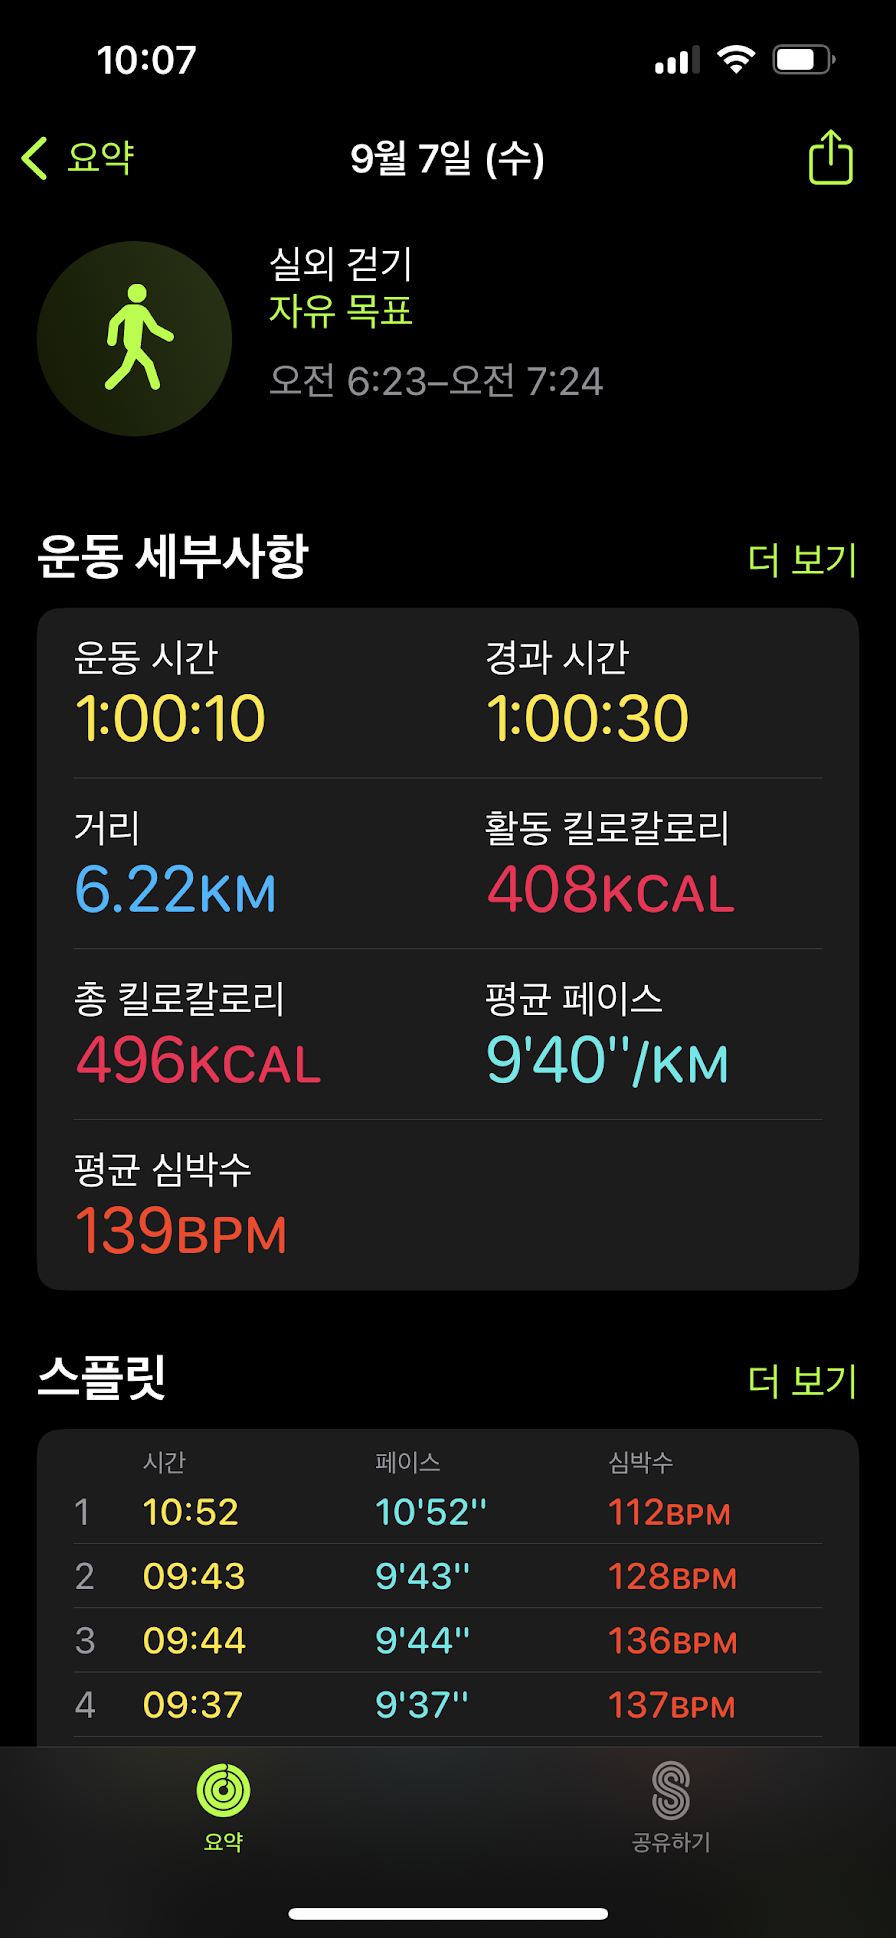 10:07
요약
9월 7일 (수)
실외 걷기
자유 목표
오전 6:23–오전 7:24
운동 세부사항
더 보기
운동 시간 경과 시간
1:00:10 1:00:30
거리 활동 킬로칼로리
6.22KM 408KCAL
총 킬로칼로리 평균 페이스
496KCAL 9'40''/KM
평균 심박수
139BPM
스플릿
더 보기
시간 페이스 심박수
1 10:52 10'52'' 112BPM
2 09:43 9'43'' 128BPM
3 09:44 9'44'' 136BPM
4 09:37 9'37'' 137BPM
요약 공유하기